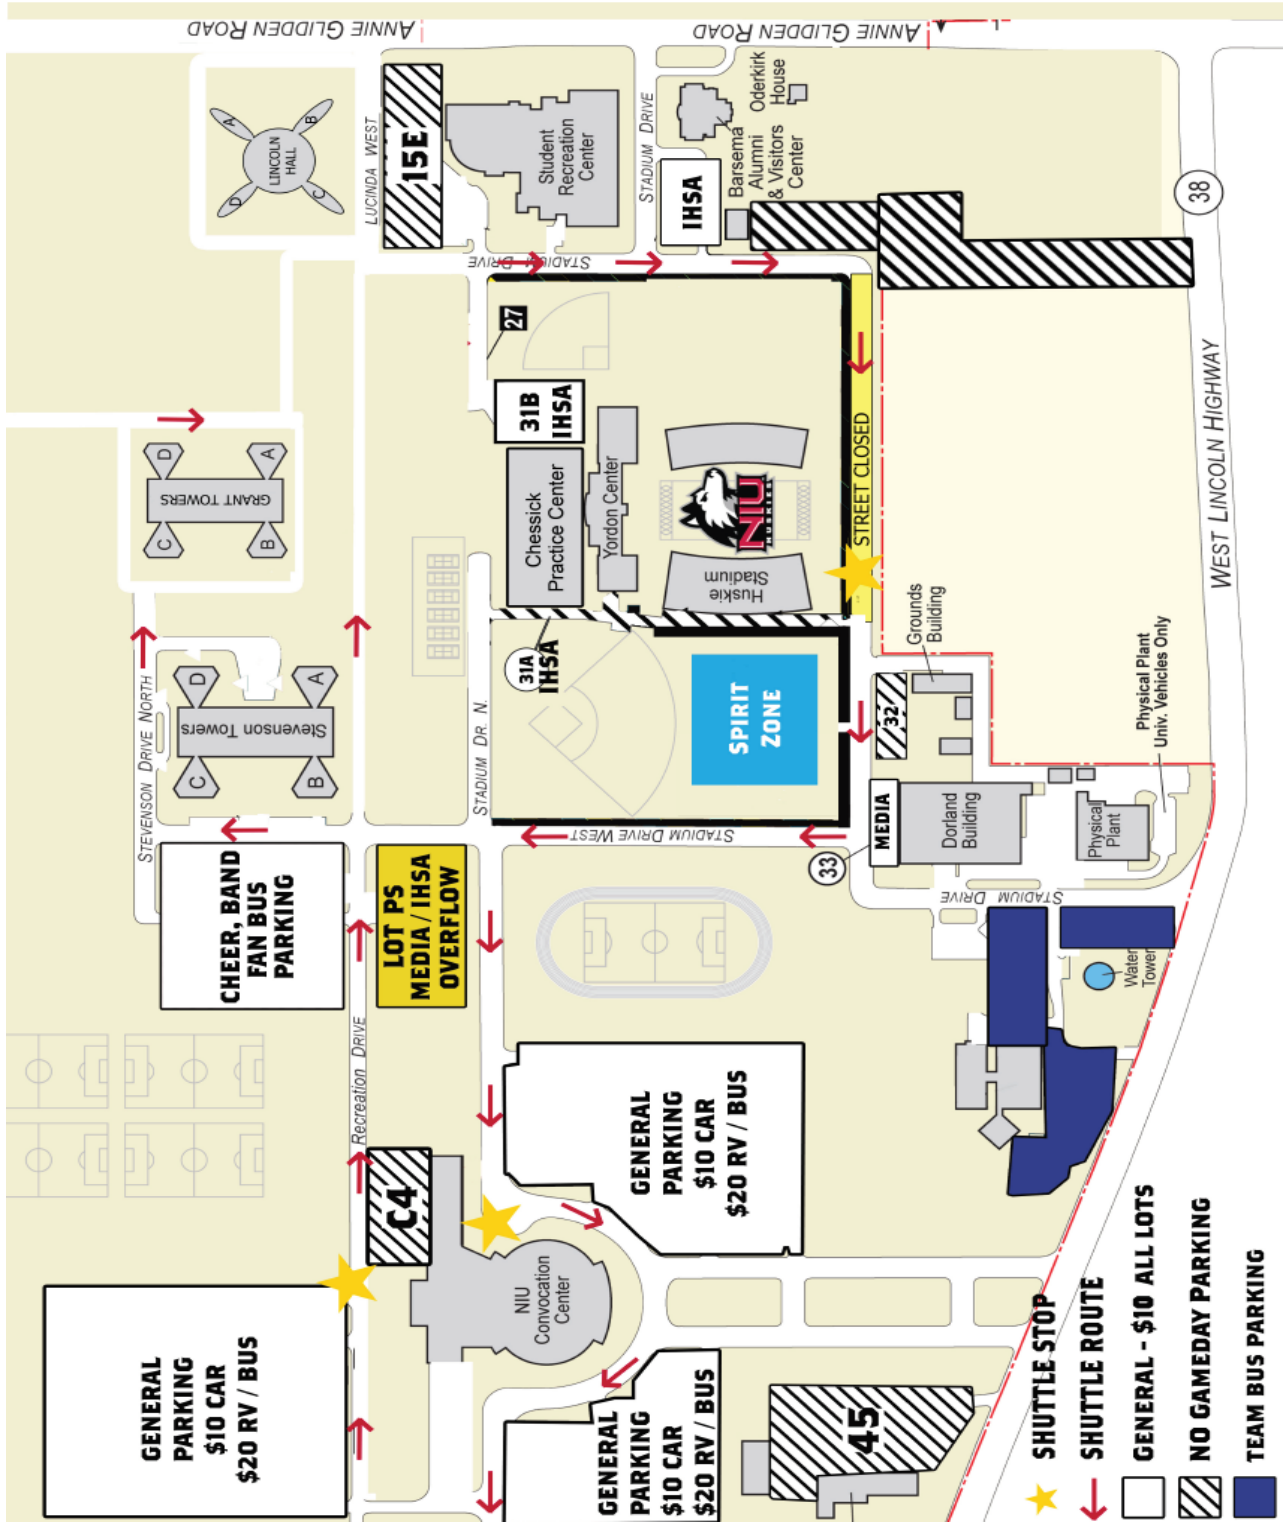 ANNIE GLIDDEN ROAD
ANNIE GLIDDEN ROAD
LINCOLN
HALL
A
B
C
D
LUCINDA WEST
15E
Student
Recreation
Center
STADIUM DRIVE
IHSA
Barsema
Alumni
& Visitors
Center
Oderkirk
House
38
STADIUM DRIVE
27
31B
IHSA
Chessick
Practice Center
Yordon Center
NIU
HUSKIES
Huskie
Stadium
STREET CLOSED
WEST LINCOLN HIGHWAY
GRANT TOWERS
A
B
C
D
STEVENSON DRIVE NORTH
Stevenson Towers
A
B
C
D
STADIUM DR. N.
31A
IHSA
SPIRIT
ZONE
Grounds
Building
32
Physical Plant
Univ. Vehicles Only
STADIUM DRIVE WEST
MEDIA
33
Dorland
Building
Physical
Plant
STADIUM DRIVE
Water
Tower
CHEER, BAND
FAN BUS
PARKING
LOT PS
MEDIA / IHSA
OVERFLOW
Recreation DRIVE
C4
NIU
Convocation
Center
GENERAL
PARKING
$10 CAR
$20 RV / BUS
GENERAL
PARKING
$10 CAR
$20 RV / BUS
GENERAL
PARKING
$10 CAR
$20 RV / BUS
45
SHUTTLE STOP
SHUTTLE ROUTE
GENERAL - $10 ALL LOTS
NO GAMEDAY PARKING
TEAM BUS PARKING